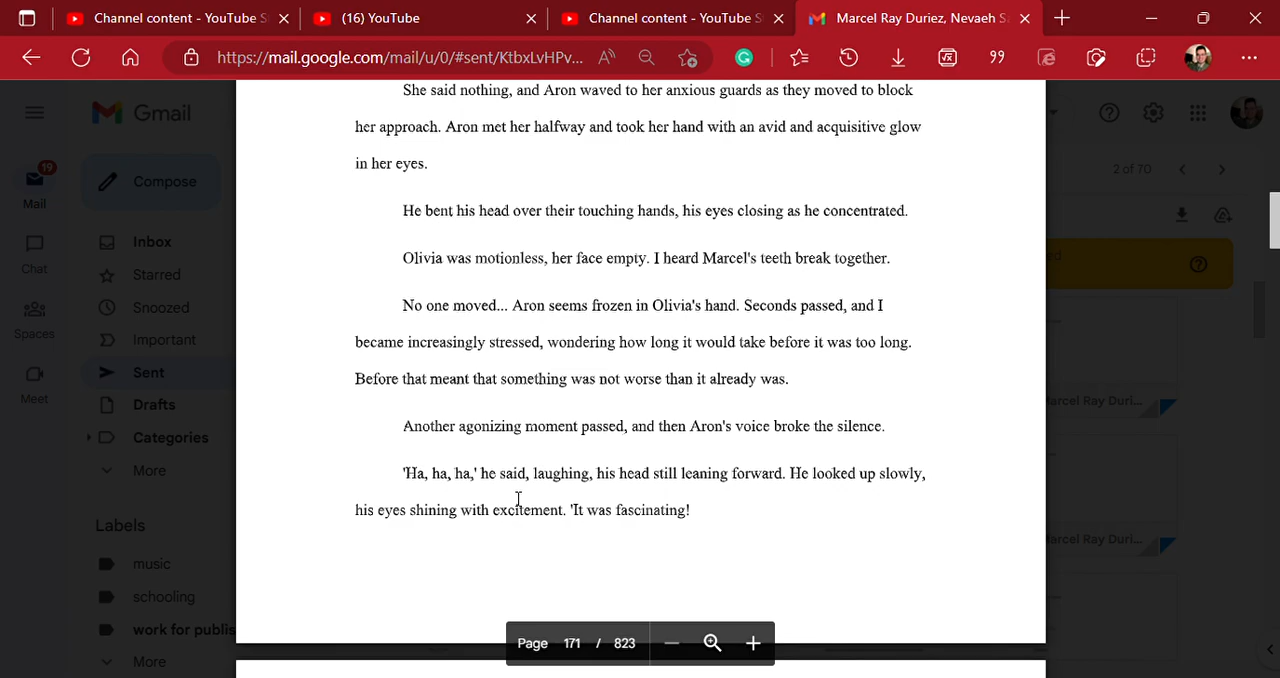 Channel content - YouTube S
(16) YouTube
Channel content - YouTube S
Marcel Ray Duriez, Nevaeh S
https://mail.google.com/mail/u/0/#sent/KtbxLvHPv...
Gmail
2 of 70
19
Mail
Chat
Spaces
Meet
Compose
Inbox
Starred
Snoozed
Important
Sent
Drafts
Categories
More
Labels
music
schooling
work for publis
More
She said nothing, and Aron waved to her anxious guards as they moved to block
her approach. Aron met her halfway and took her hand with an avid and acquisitive glow
in her eyes.
He bent his head over their touching hands, his eyes closing as he concentrated.
Olivia was motionless, her face empty. I heard Marcel's teeth break together.
No one moved... Aron seems frozen in Olivia's hand. Seconds passed, and I
became increasingly stressed, wondering how long it would take before it was too long.
Before that meant that something was not worse than it already was.
Another agonizing moment passed, and then Aron's voice broke the silence.
'Ha, ha, ha,' he said, laughing, his head still leaning forward. He looked up slowly,
his eyes shining with excitement. 'It was fascinating!
Page 171 / 823
arcel Ray Duri...
arcel Ray Duri...